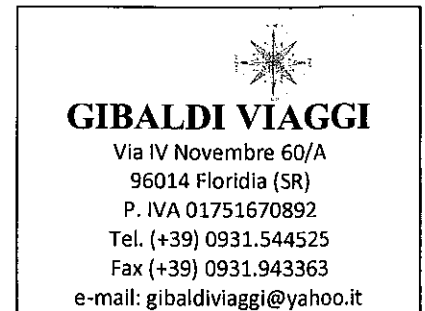 GIBALDI VIAGGI
Via IV Novembre 60/A
96014 Floridia (SR)
P. IVA 01751670892
Tel. (+39) 0931.544525
Fax (+39) 0931.943363
e-mail: gibaldiviaggi@yahoo.it